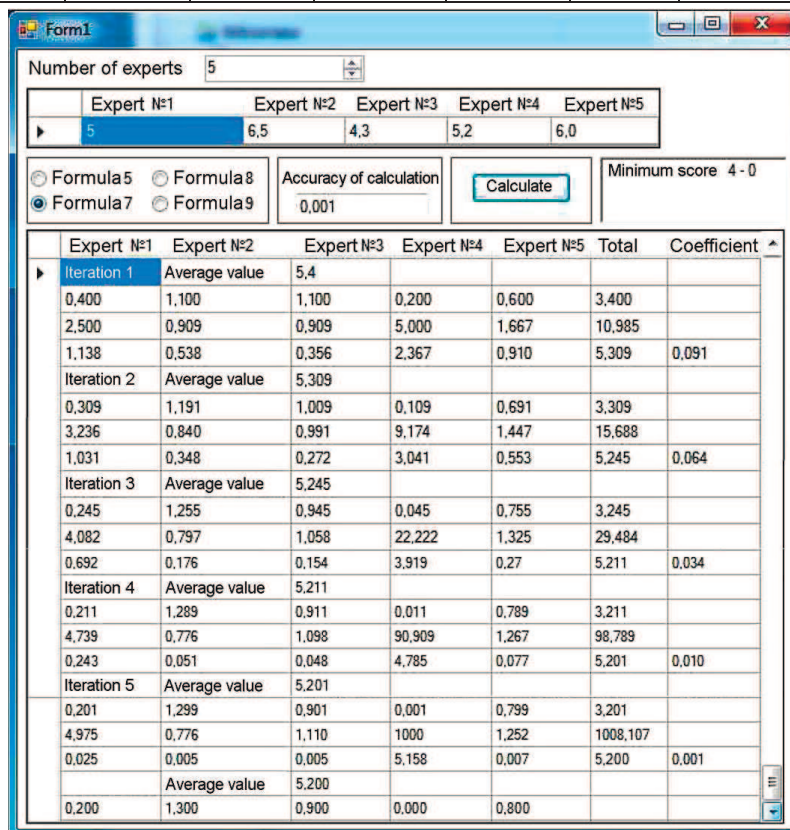 Form1
Number of experts 5
Expert №1 Expert №2 Expert №3 Expert №4 Expert №5
5 6,5 4,3 5,2 6,0
Formula5 Formula8 Accuracy of calculation Calculate Minimum score 4 - 0
Formula7 Formula9 0,001
Expert №1 Expert №2 Expert №3 Expert №4 Expert №5 Total Coefficient
Iteration 1 Average value 5,4
0,400 1,100 1,100 0,200 0,600 3,400
2,500 0,909 0,909 5,000 1,667 10,985
1,138 0,538 0,356 2,367 0,910 5,309 0,091
Iteration 2 Average value 5,309
0,309 1,191 1,009 0,109 0,691 3,309
3,236 0,840 0,991 9,174 1,447 15,688
1,031 0,348 0,272 3,041 0,553 5,245 0,064
Iteration 3 Average value 5,245
0,245 1,255 0,945 0,045 0,755 3,245
4,082 0,797 1,058 22,222 1,325 29,484
0,692 0,176 0,154 3,919 0,27 5,211 0,034
Iteration 4 Average value 5,211
0,211 1,289 0,911 0,011 0,789 3,211
4,739 0,776 1,098 90,909 1,267 98,789
0,243 0,051 0,048 4,785 0,077 5,201 0,010
Iteration 5 Average value 5,201
0,201 1,299 0,901 0,001 0,799 3,201
4,975 0,776 1,110 1000 1,252 1008,107
0,025 0,005 0,005 5,158 0,007 5,200 0,001
Average value 5,200
0,200 1,300 0,900 0,000 0,800